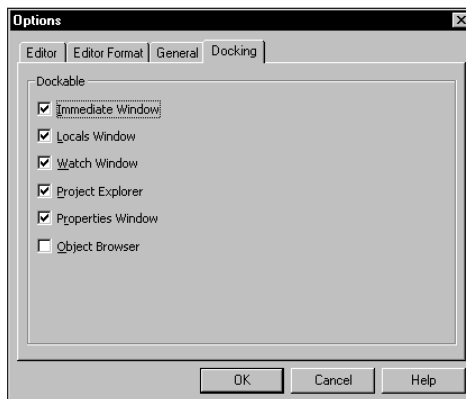 Options
Editor Editor Format General Docking
Dockable
Immediate Window
Locals Window
Watch Window
Project Explorer
Properties Window
Object Browser
OK Cancel Help